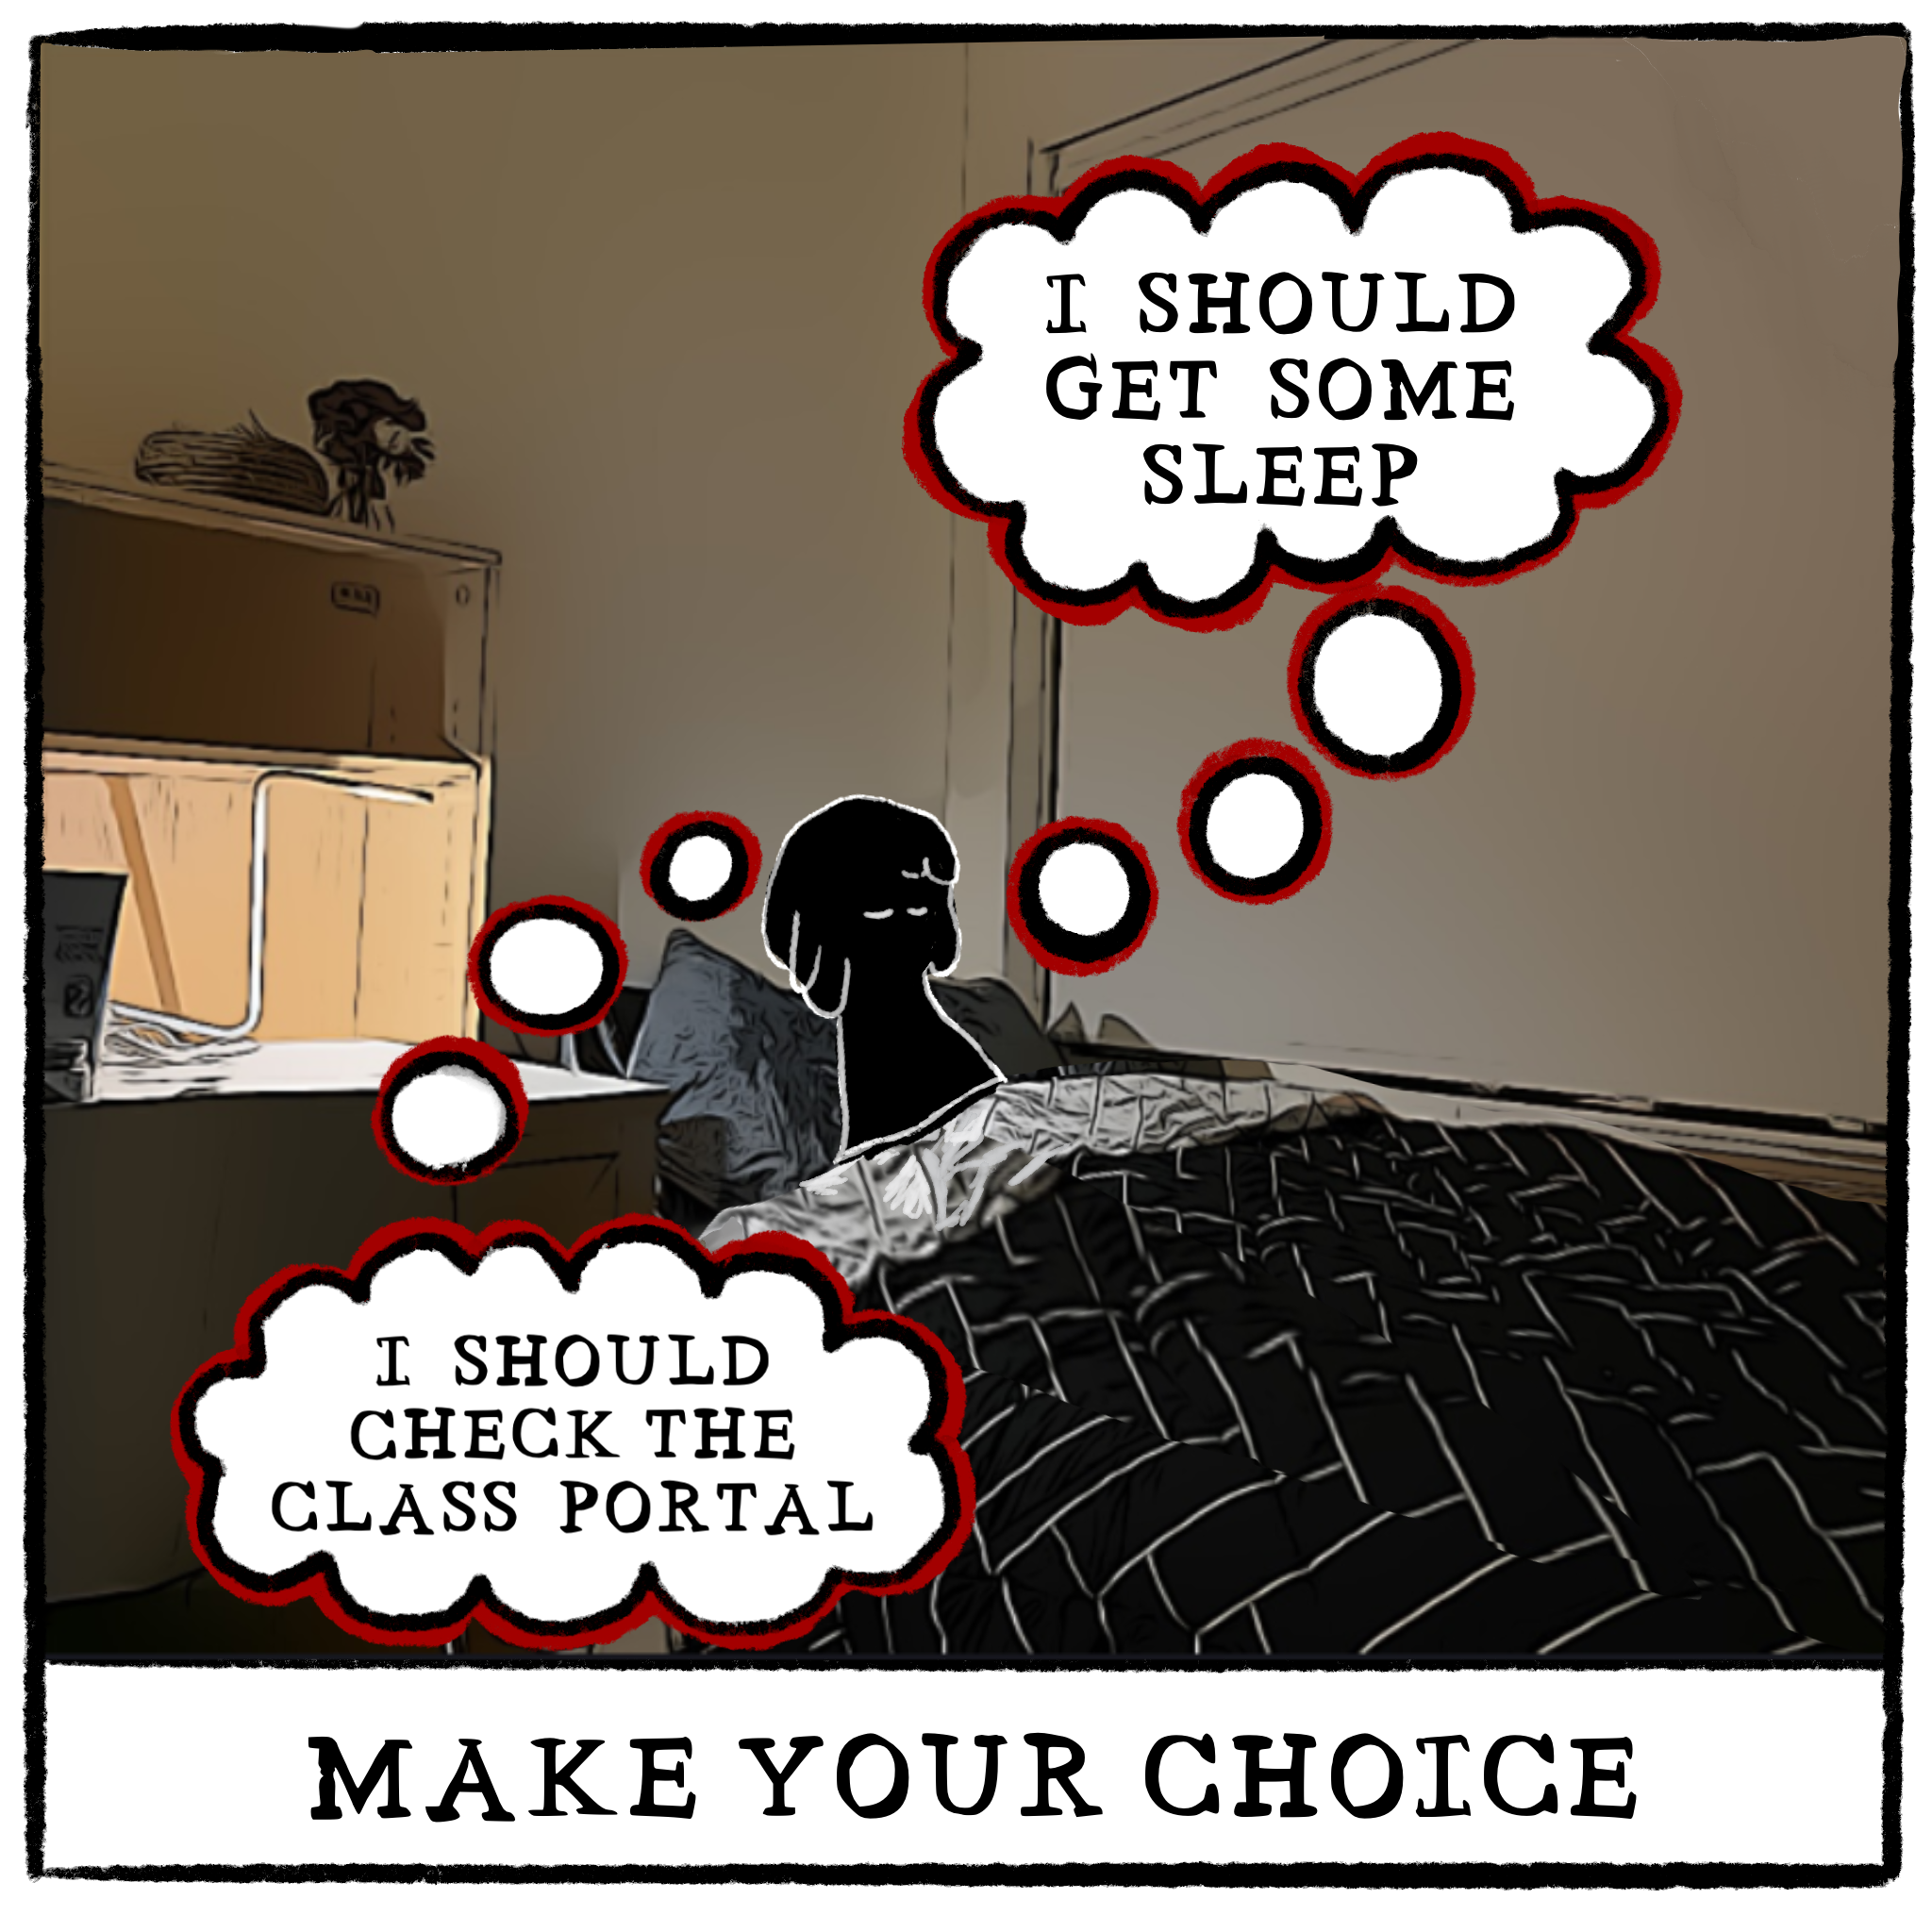 I SHOULD
GET SOME
SLEEP
I SHOULD
CHECK THE
CLASS PORTAL
MAKE YOUR CHOICE